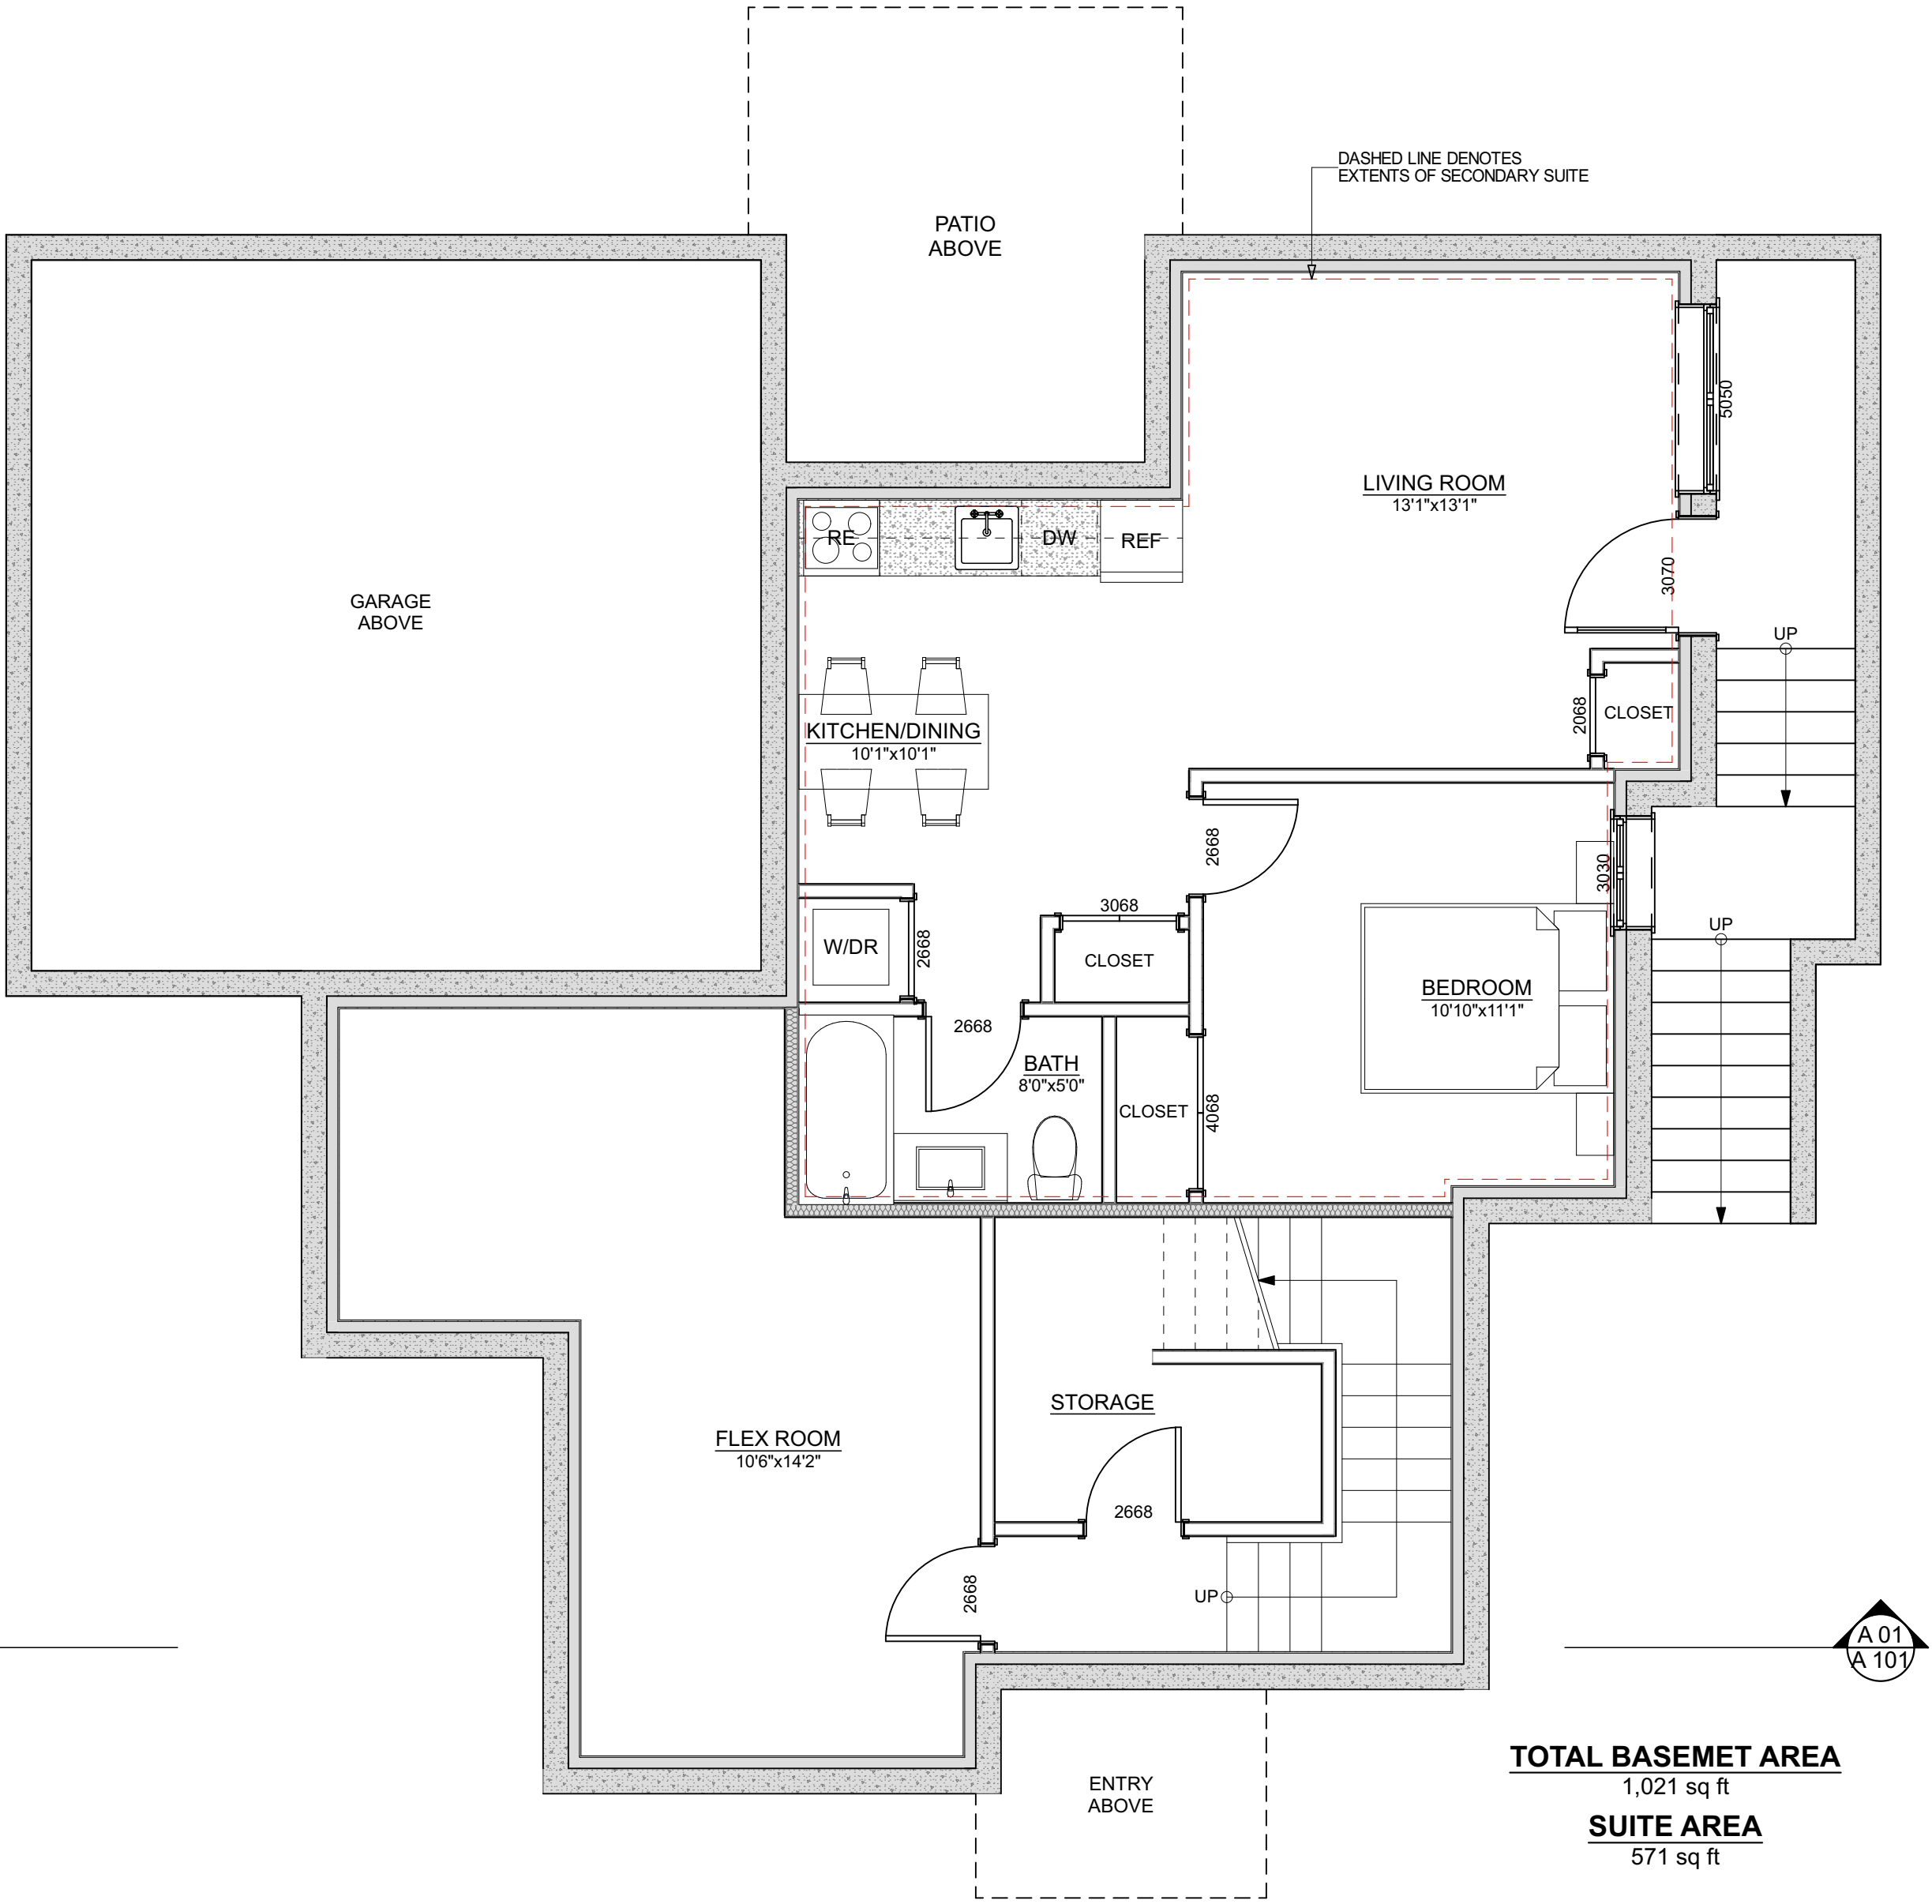 DASHED LINE DENOTES
EXTENTS OF SECONDARY SUITE
PATIO
ABOVE
5050
LIVING ROOM
13'1"x13'1"
RE
DW
REF
3070
GARAGE
ABOVE
UP
2068
CLOSET
KITCHEN/DINING
10'1"x10'1"
2668
3030
3068
UP
W/DR
2668
CLOSET
BEDROOM
10'10"x11'1"
2668
BATH
8'0"x5'0"
CLOSET
4068
STORAGE
FLEX ROOM
10'6"x14'2"
2668
2668
UP
A 01
A 101
TOTAL BASEMET AREA
1,021 sq ft
ENTRY
ABOVE
SUITE AREA
571 sq ft